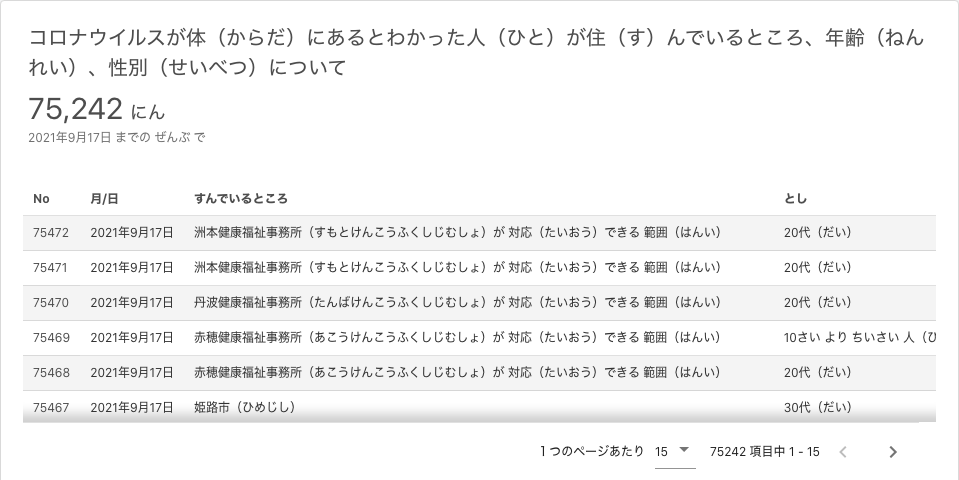 コロナウイルスが体（からだ）にあるとわかった人（ひと）が住（す）んでいるところ、年齢（ねん
れい）、性別（せいべつ）について
75,242 にん
2021年9月17日 までの ぜんぶ で
No 月/日 すんでいるところ とし
75472 2021年9月17日 洲本健康福祉事務所（すもとけんこうふくしじむしょ）が 対応（たいおう）できる 範囲（はんい） 20代（だい）
75471 2021年9月17日 洲本健康福祉事務所（すもとけんこうふくしじむしょ）が 対応（たいおう）できる 範囲（はんい） 20代（だい）
75470 2021年9月17日 丹波健康福祉事務所（たんばけんこうふくしじむしょ）が 対応（たいおう）できる 範囲（はんい） 20代（だい）
75469 2021年9月17日 赤穂健康福祉事務所（あこうけんこうふくしじむしょ）が 対応（たいおう）できる 範囲（はんい） 10さい より ちいさい 人（ひ
75468 2021年9月17日 赤穂健康福祉事務所（あこうけんこうふくしじむしょ）が 対応（たいおう）できる 範囲（はんい） 20代（だい）
75467 2021年9月17日 姫路市（ひめじし） 30代（だい）
1 つのページあたり 15 75242 項目中 1 - 15